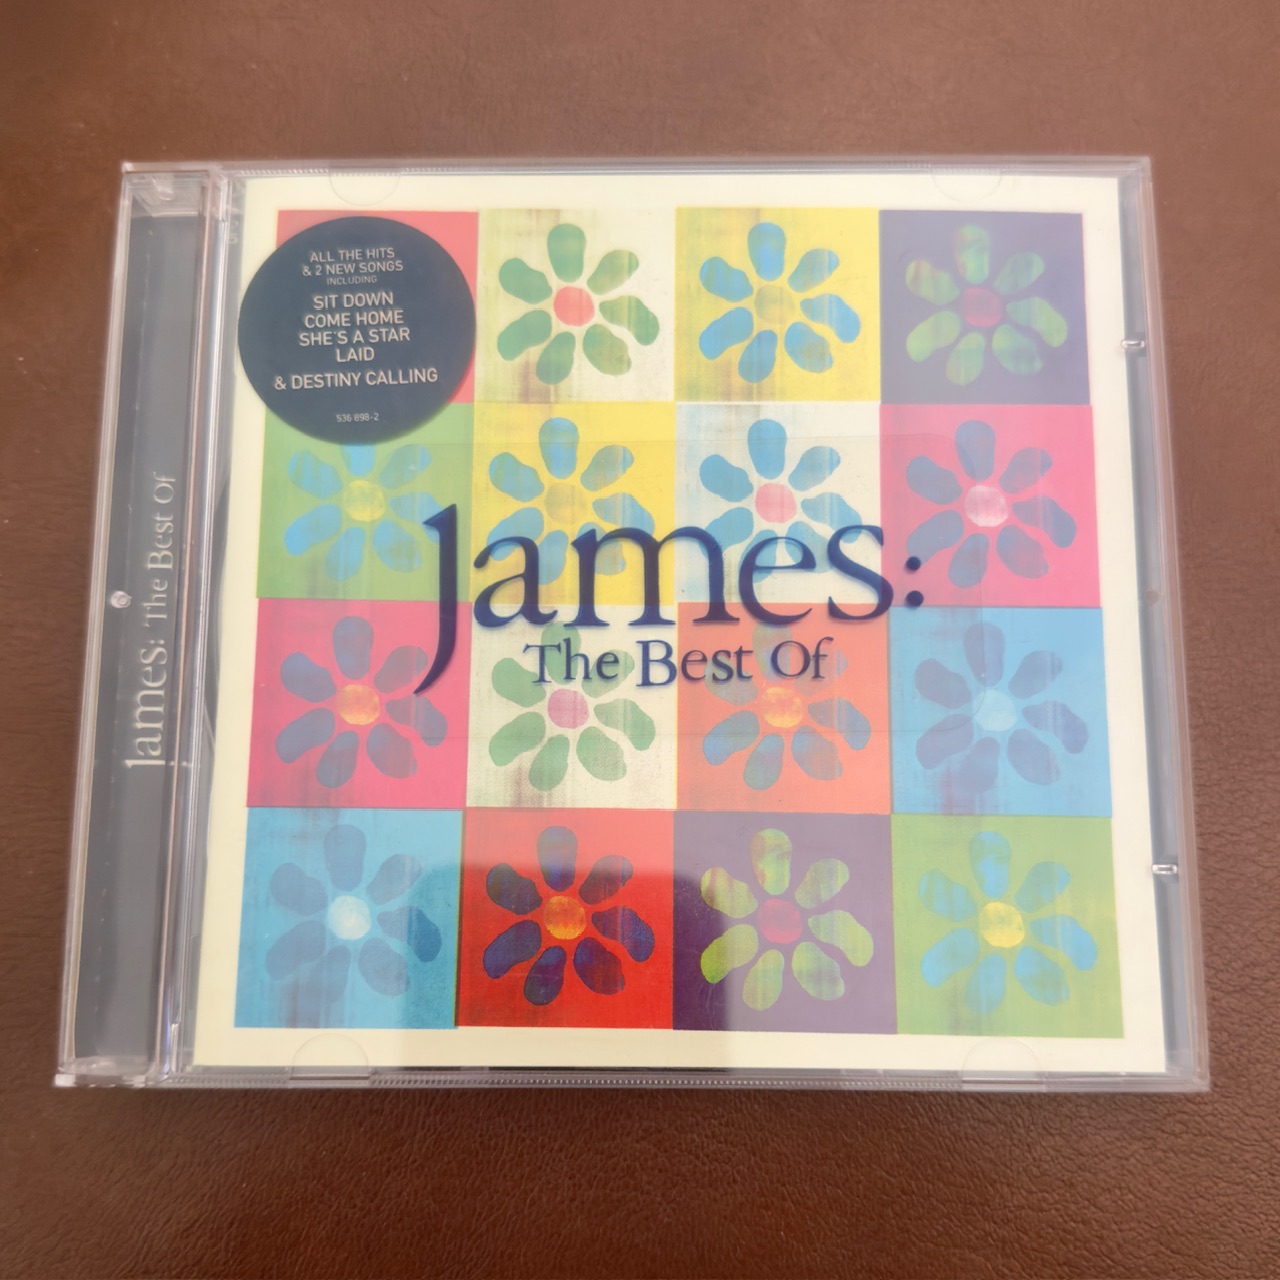 ALL THE HITS
& 2 NEW SONGS
INCLUDING
SIT DOWN
COME HOME
SHE'S A STAR
LAID
& DESTINY CALLING
536 898-2
James:
The Best Of
James: The Best Of